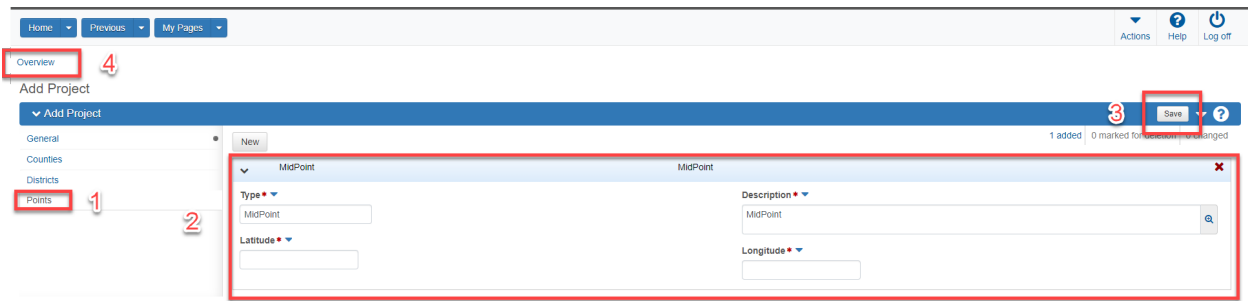 Home Previous My Pages
Actions Help Log off
Overview 4
Add Project
Add Project 3 Save
General New 1 added 0 marked for deletion 0 changed
Counties
MidPoint MidPoint
Districts
Points 1
2
Type* Description*
MidPoint MidPoint
Latitude* Longitude*